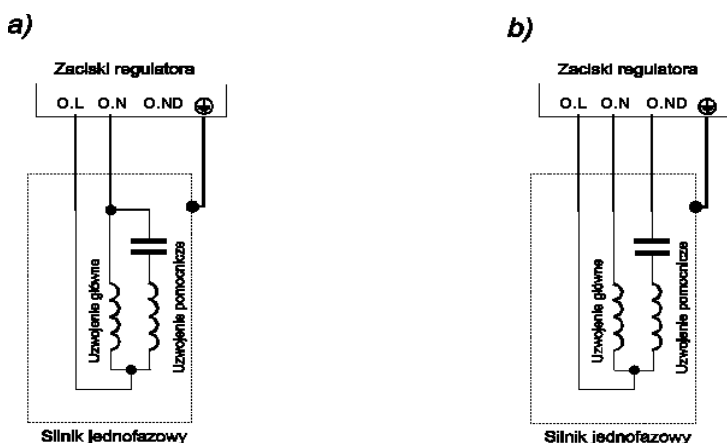 a)
Zaciski regulatora
O.L O.N O.ND
Uzwojenie główne
Uzwojenie pomocnicze
Silnik jednofazowy
b)
Zaciski regulatora
O.L O.N O.ND
Uzwojenie główne
Uzwojenie pomocnicze
Silnik jednofazowy